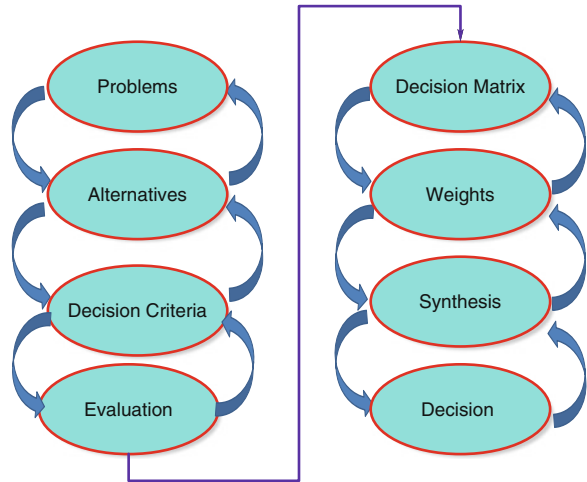 Problems
Alternatives
Decision Criteria
Evaluation
Decision Matrix
Weights
Synthesis
Decision